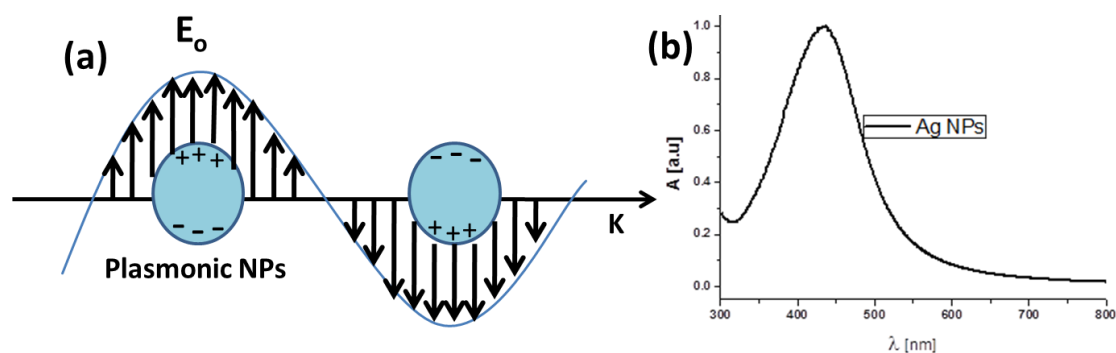 (a)
E₀
+ + +
- - -
Plasmonic NPs
- - -
+ + +
K
(b)
A [a.u]
1.0
0.8
0.6
0.4
0.2
0.0
Ag NPs
300 400 500 600 700 800
λ [nm]